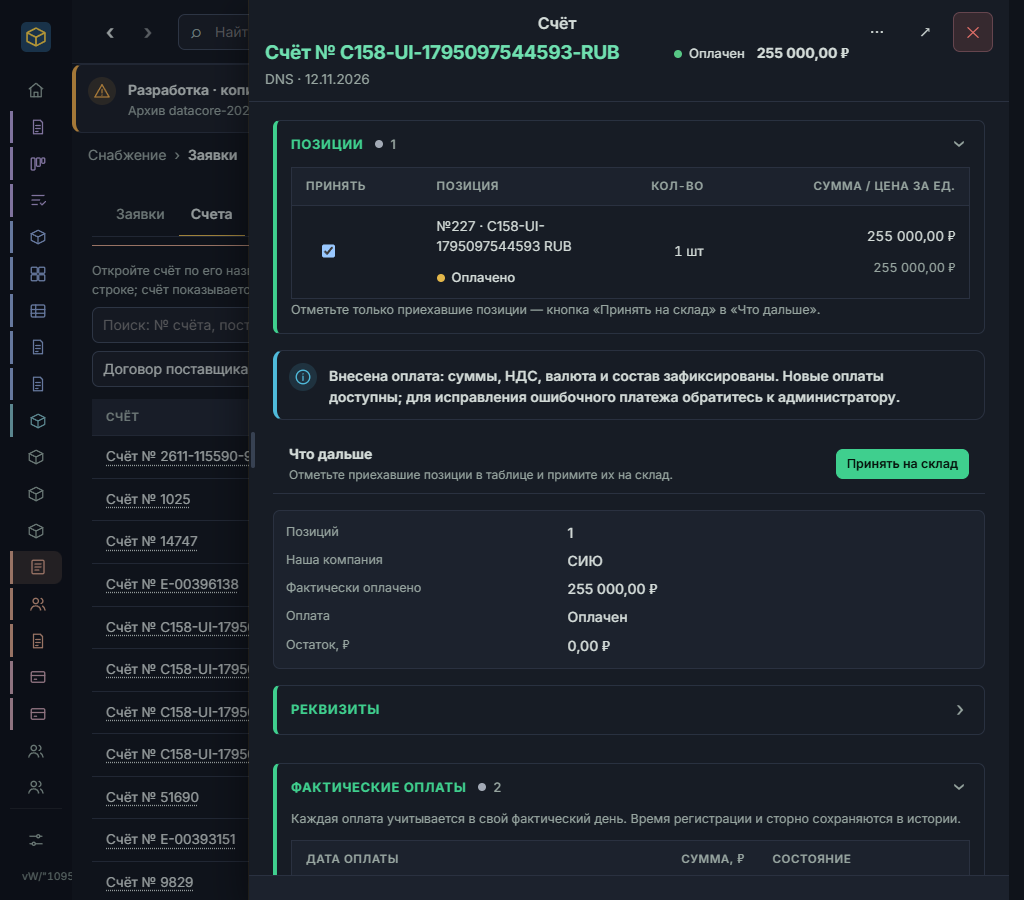 Счёт
Счёт № C158-UI-1795097544593-RUB
Оплачен 255 000,00 ₽
DNS · 12.11.2026
Найт
Разработка · копи
Архив datacore-202
Снабжение › Заявки
Заявки Счета
Откройте счёт по его назв
строке; счёт показываетс
Поиск: № счёта, пост
Договор поставщика
СЧЁТ
Счёт № 2611-115590-9
Счёт № 1025
Счёт № 14747
Счёт № E-00396138
Счёт № C158-UI-1795
Счёт № C158-UI-1795
Счёт № C158-UI-1795
Счёт № C158-UI-1795
Счёт № 51690
Счёт № E-00393151
Счёт № 9829
vW/"1095
ПОЗИЦИИ 1
ПРИНЯТЬ ПОЗИЦИЯ КОЛ-ВО СУММА / ЦЕНА ЗА ЕД.
№227 · C158-UI-
1795097544593 RUB
Оплачено
1 шт
255 000,00 ₽
255 000,00 ₽
Отметьте только приехавшие позиции — кнопка «Принять на склад» в «Что дальше».
Внесена оплата: суммы, НДС, валюта и состав зафиксированы. Новые оплаты
доступны; для исправления ошибочного платежа обратитесь к администратору.
Что дальше
Отметьте приехавшие позиции в таблице и примите их на склад.
Принять на склад
Позиций 1
Наша компания СИЮ
Фактически оплачено 255 000,00 ₽
Оплата Оплачен
Остаток, ₽ 0,00 ₽
РЕКВИЗИТЫ
ФАКТИЧЕСКИЕ ОПЛАТЫ 2
Каждая оплата учитывается в свой фактический день. Время регистрации и сторно сохраняются в истории.
ДАТА ОПЛАТЫ СУММА, ₽ СОСТОЯНИЕ